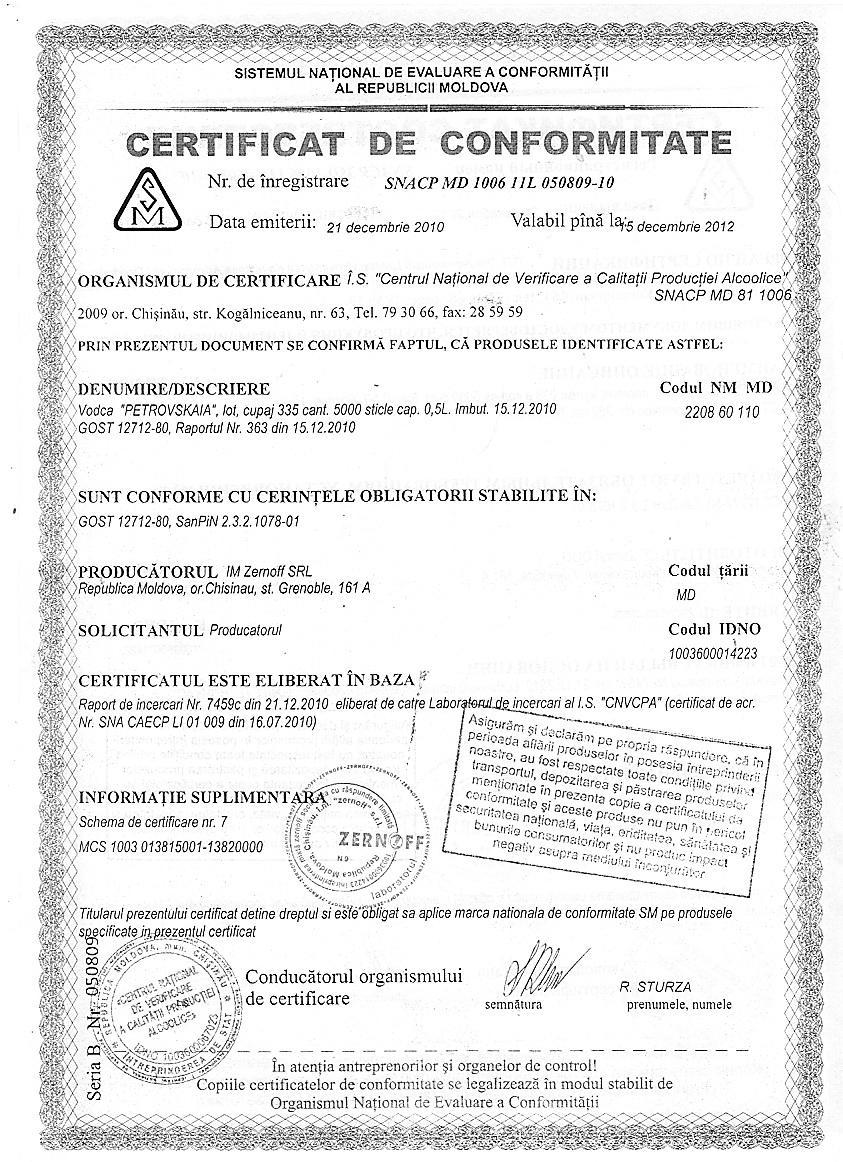 SISTEMUL NAȚIONAL DE EVALUARE A CONFORMITĂȚII
AL REPUBLICII MOLDOVA
CERTIFICAT DE CONFORMITATE
SM
Nr. de înregistrare SNACP MD 1006 11L 050809-10
Data emiterii: 21 decembrie 2010 Valabil pînă la: 15 decembrie 2012
ORGANISMUL DE CERTIFICARE Î.S. "Centrul Național de Verificare a Calitații Producției Alcoolice"
SNACP MD 81 1006
2009 or. Chișinău, str. Kogălniceanu, nr. 63, Tel. 79 30 66, fax: 28 59 59
PRIN PREZENTUL DOCUMENT SE CONFIRMĂ FAPTUL, CĂ PRODUSELE IDENTIFICATE ASTFEL:
DENUMIRE/DESCRIERE Codul NM MD
Vodca "PETROVSKAIA", lot, cupaj 335 cant. 5000 sticle cap. 0,5L. Imbut. 15.12.2010 2208 60 110
GOST 12712-80, Raportul Nr. 363 din 15.12.2010
SUNT CONFORME CU CERINȚELE OBLIGATORII STABILITE ÎN:
GOST 12712-80, SanPiN 2.3.2.1078-01
PRODUCĂTORUL IM Zernoff SRL Codul țării
Republica Moldova, or.Chisinau, st. Grenoble, 161 A MD
SOLICITANTUL Producatorul Codul IDNO
1003600014223
CERTIFICATUL ESTE ELIBERAT ÎN BAZA
Raport de incercari Nr. 7459c din 21.12.2010 eliberat de catre Laboratorul de incercari al I.S. "CNVCPA" (certificat de acr.
Nr. SNA CAECP LI 01 009 din 16.07.2010)
Asigurăm și declarăm pe propria răspundere, că în
perioada aflării produselor în posesia întreprinderii
noastre, au fost respectate toate condițiile privind
transportul, depozitarea și păstrarea produselor
menționate în prezenta copie a certificatului de
conformitate și aceste produse nu pun în pericol
securitatea națională, viața, eriditatea, sănătatea și
bunurile consumatorilor și nu produc impact
negativ asupra mediului înconjurător
INFORMAȚIE SUPLIMENTARĂ
Schema de certificare nr. 7
MCS 1003 013815001-13820000
ZERNOFF
laboratorul
Titularul prezentului certificat detine dreptul si este obligat sa aplice marca nationala de conformitate SM pe produsele
specificate in prezentul certificat
Seria B Nr. 050809
REPUBLICA MOLDOVA, mun. CHIȘINĂU
ÎNTREPRINDEREA DE STAT
«CENTRUL NAȚIONAL
DE VERIFICARE
A CALITĂȚII PRODUCȚIEI
ALCOOLICE»
Conducătorul organismului
de certificare
semnătura
R. STURZA
prenumele, numele
În atenția antreprenorilor și organelor de control!
Copiile certificatelor de conformitate se legalizează în modul stabilit de
Organismul Național de Evaluare a Conformității